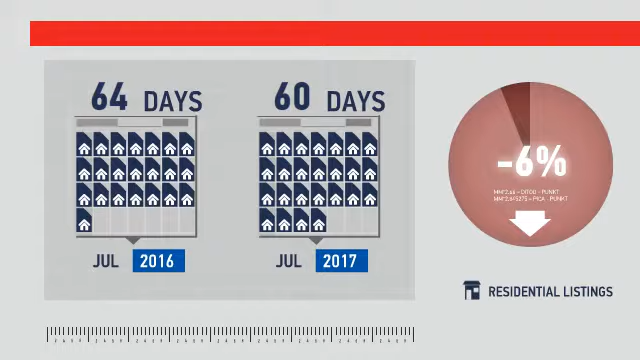 64 DAYS
60 DAYS
JUL 2016
JUL 2017
-6%
RESIDENTIAL LISTINGS